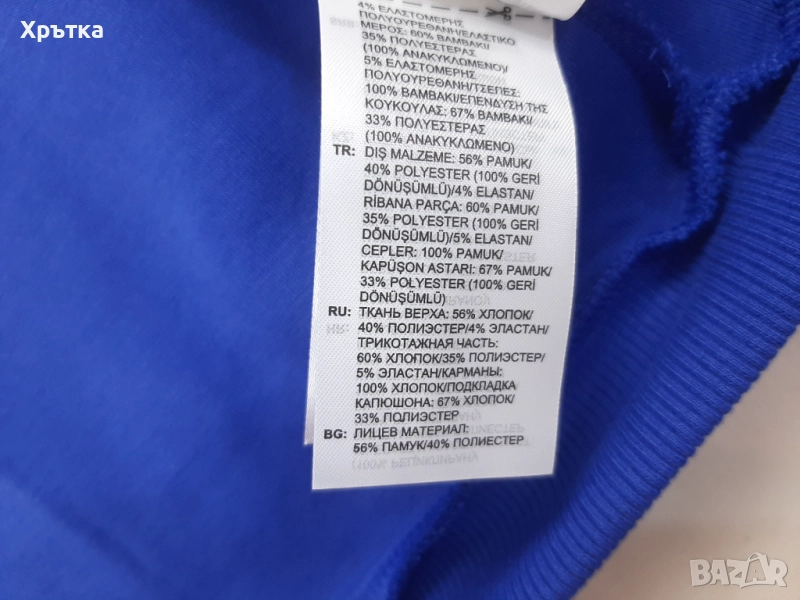 Хрътка
4% ΕΛΑΣΤΟΜΕΡΗΣ
ΠΟΛΥΟΥΡΕΘΑΝΗ/ΕΛΑΣΤΙΚΟ
ΜΕΡΟΣ: 60% ΒΑΜΒΑΚΙ/
35% ΠΟΛΥΕΣΤΕΡΑΣ
(100% ΑΝΑΚΥΚΛΩΜΕΝΟ)/
5% ΕΛΑΣΤΟΜΕΡΗΣ
ΠΟΛΥΟΥΡΕΘΑΝΗ/ΤΣΕΠΕΣ:
100% ΒΑΜΒΑΚΙ/ΕΠΕΝΔΥΣΗ ΤΗΣ
ΚΟΥΚΟΥΛΑΣ: 67% ΒΑΜΒΑΚΙ/
33% ΠΟΛΥΕΣΤΕΡΑΣ
(100% ΑΝΑΚΥΚΛΩΜΕΝΟ)
TR: DIŞ MALZEME: 56% PAMUK/
40% POLYESTER (100% GERİ
DÖNÜŞÜMLÜ)/4% ELASTAN/
RİBANA PARÇA: 60% PAMUK/
35% POLYESTER (100% GERİ
DÖNÜŞÜMLÜ)/5% ELASTAN/
CEPLER: 100% PAMUK/
KAPÜŞON ASTARI: 67% PAMUK/
33% POLYESTER (100% GERİ
DÖNÜŞÜMLÜ)
RU: ТКАНЬ ВЕРХА: 56% ХЛОПОК/
40% ПОЛИЭСТЕР/4% ЭЛАСТАН/
ТРИКОТАЖНАЯ ЧАСТЬ:
60% ХЛОПОК/35% ПОЛИЭСТЕР/
5% ЭЛАСТАН/КАРМАНЫ:
100% ХЛОПОК/ПОДКЛАДКА
КАПЮШОНА: 67% ХЛОПОК/
33% ПОЛИЭСТЕР
BG: ЛИЦЕВ МАТЕРИАЛ:
56% ПАМУК/40% ПОЛИЕСТЕР
BAZAR